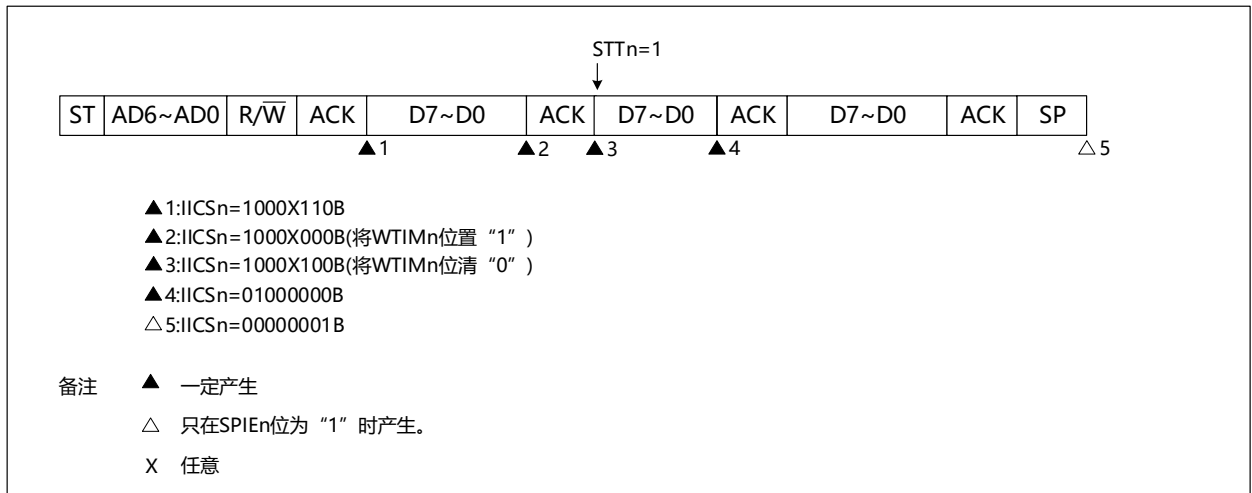 STTn=1
ST AD6~AD0 R/W̅ ACK D7~D0 ACK D7~D0 ACK D7~D0 ACK SP
▲1 ▲2 ▲3 ▲4 △5
▲1:IICSn=1000X110B
▲2:IICSn=1000X000B(将WTIMn位置“1”)
▲3:IICSn=1000X100B(将WTIMn位清“0”)
▲4:IICSn=01000000B
△5:IICSn=00000001B
备注 ▲ 一定产生
△ 只在SPIEn位为“1”时产生。
X 任意